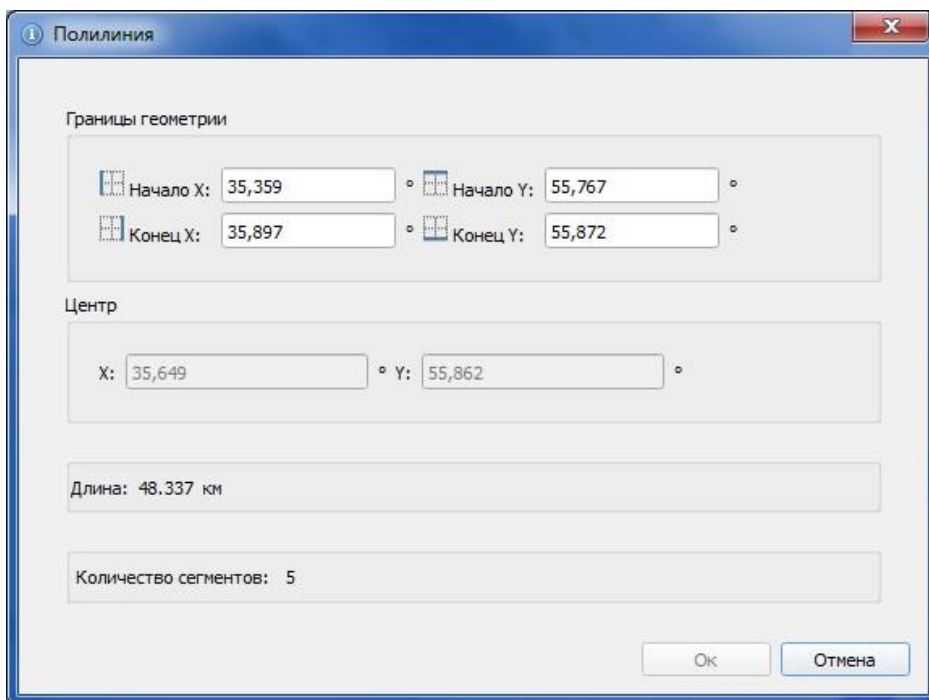 Полилиния
Границы геометрии
Начало X: 35,359 ° Начало Y: 55,767 °
Конец X: 35,897 ° Конец Y: 55,872 °
Центр
X: 35,649 ° Y: 55,862 °
Длина: 48.337 км
Количество сегментов: 5
Ок Отмена